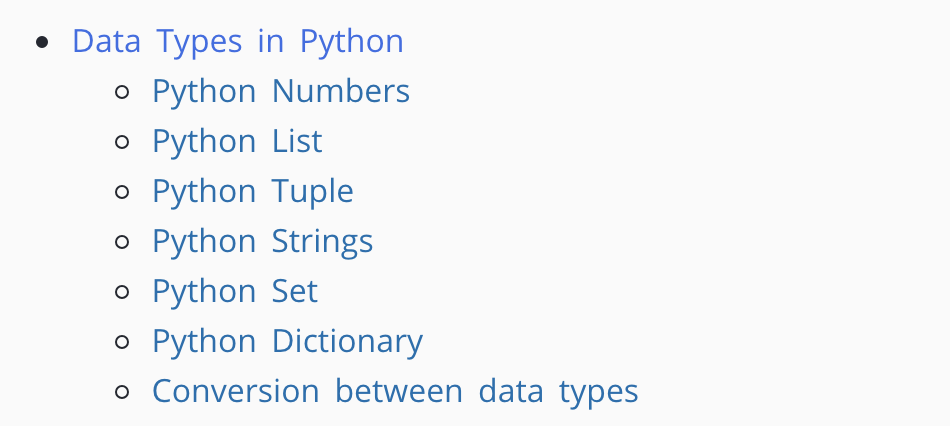 Data Types in Python
Python Numbers
Python List
Python Tuple
Python Strings
Python Set
Python Dictionary
Conversion between data types